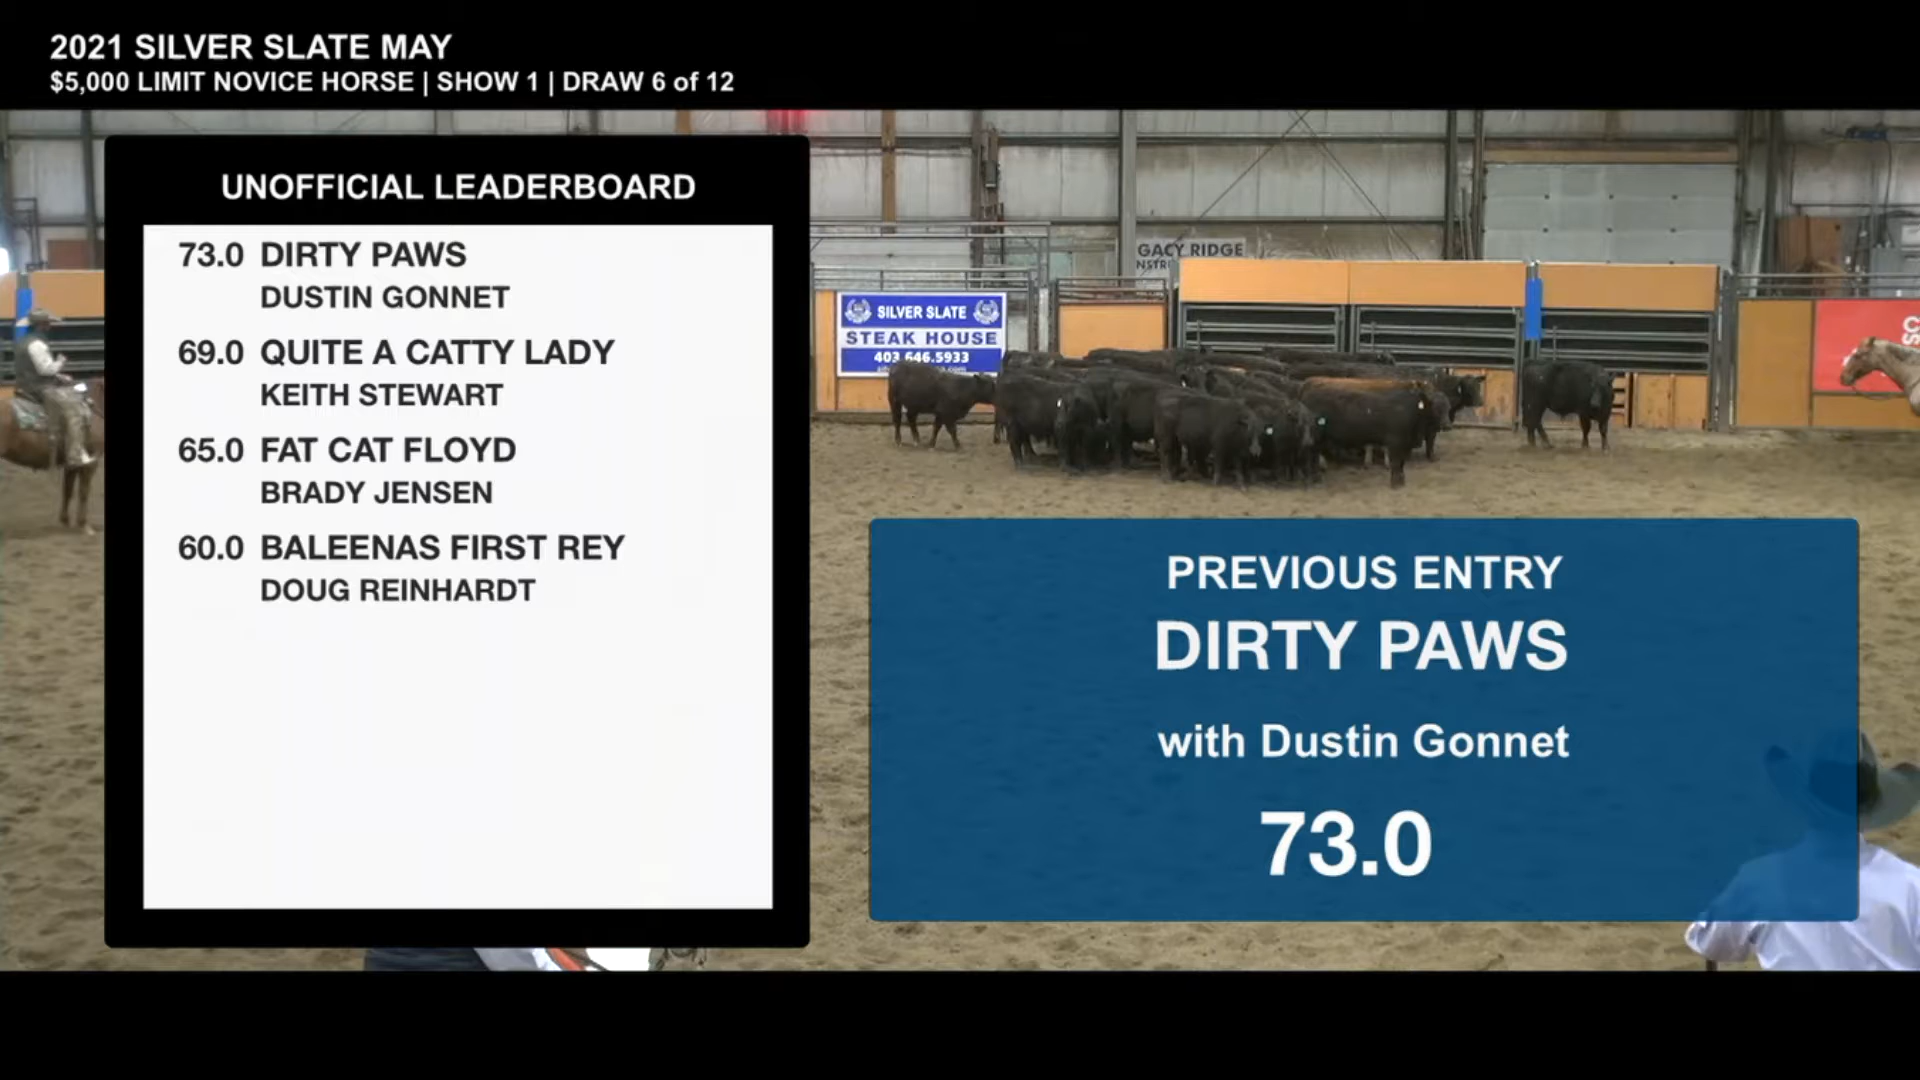 2021 SILVER SLATE MAY
$5,000 LIMIT NOVICE HORSE | SHOW 1 | DRAW 6 of 12
UNOFFICIAL LEADERBOARD
73.0 DIRTY PAWS
DUSTIN GONNET
69.0 QUITE A CATTY LADY
KEITH STEWART
65.0 FAT CAT FLOYD
BRADY JENSEN
60.0 BALEENAS FIRST REY
DOUG REINHARDT
GACY RIDGE
SILVER SLATE
STEAK HOUSE
403.646.5933
PREVIOUS ENTRY
DIRTY PAWS
with Dustin Gonnet
73.0